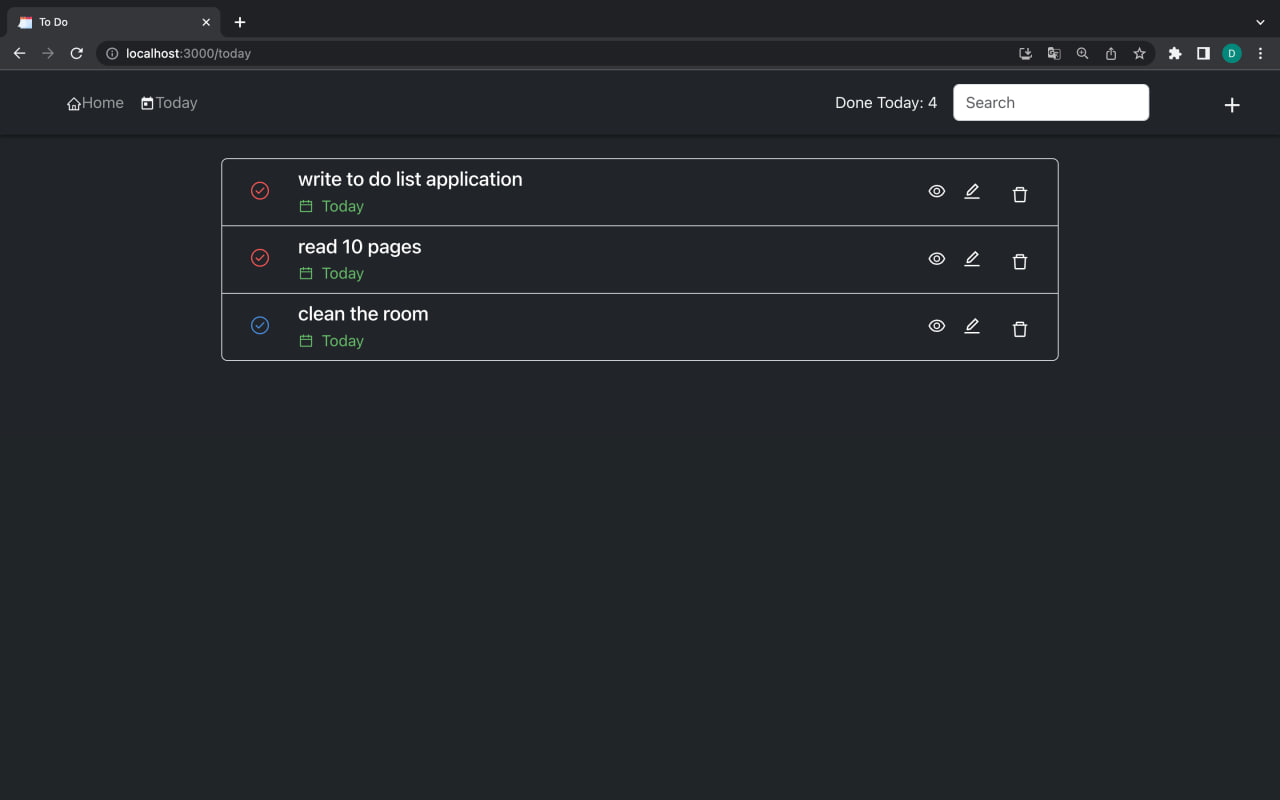 To Do
localhost:3000/today
D
Home Today Done Today: 4 Search
write to do list application
Today
read 10 pages
Today
clean the room
Today